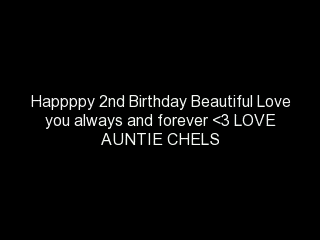 Happppy 2nd Birthday Beautiful Love
you always and forever <3 LOVE
AUNTIE CHELS